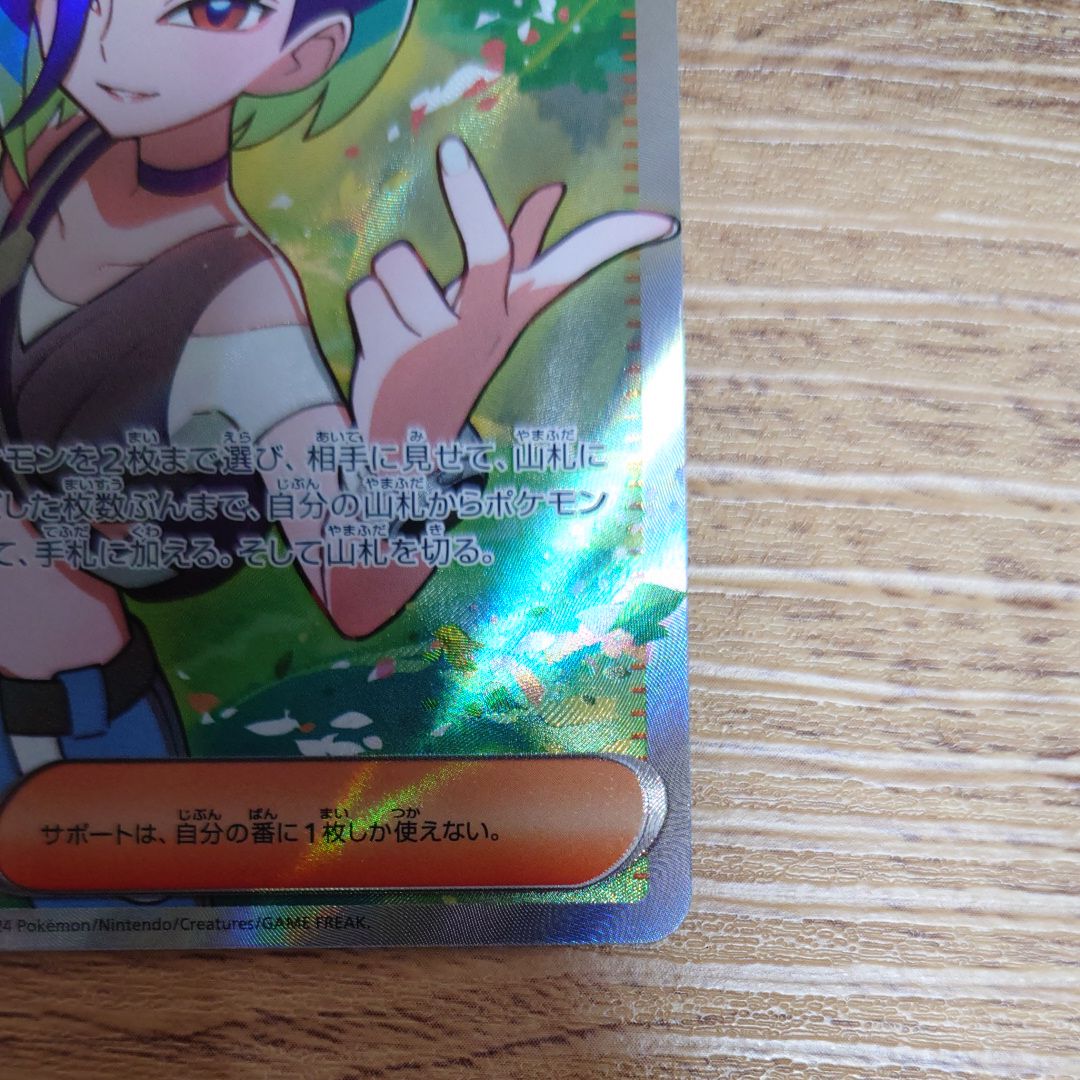 モンを2枚まで選び、相手に見せて、山札に
した枚数ぶんまで、自分の山札からポケモン
て、手札に加える。そして山札を切る。
サポートは、自分の番に1枚しか使えない。
24 Pokémon/Nintendo/Creatures/GAME FREAK.